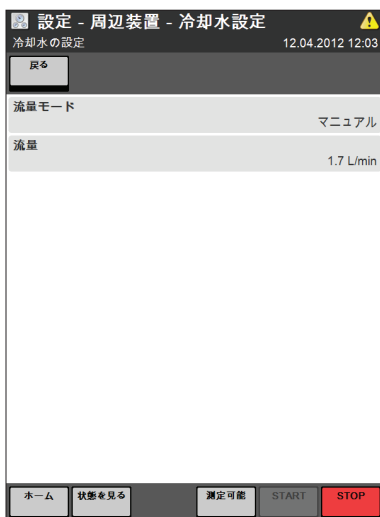 設定 - 周辺装置 - 冷却水設定
冷却水の設定 12.04.2012 12:03
戻る
流量モード
マニュアル
流量
1.7 L/min
ホーム 状態を見る 測定可能 START STOP